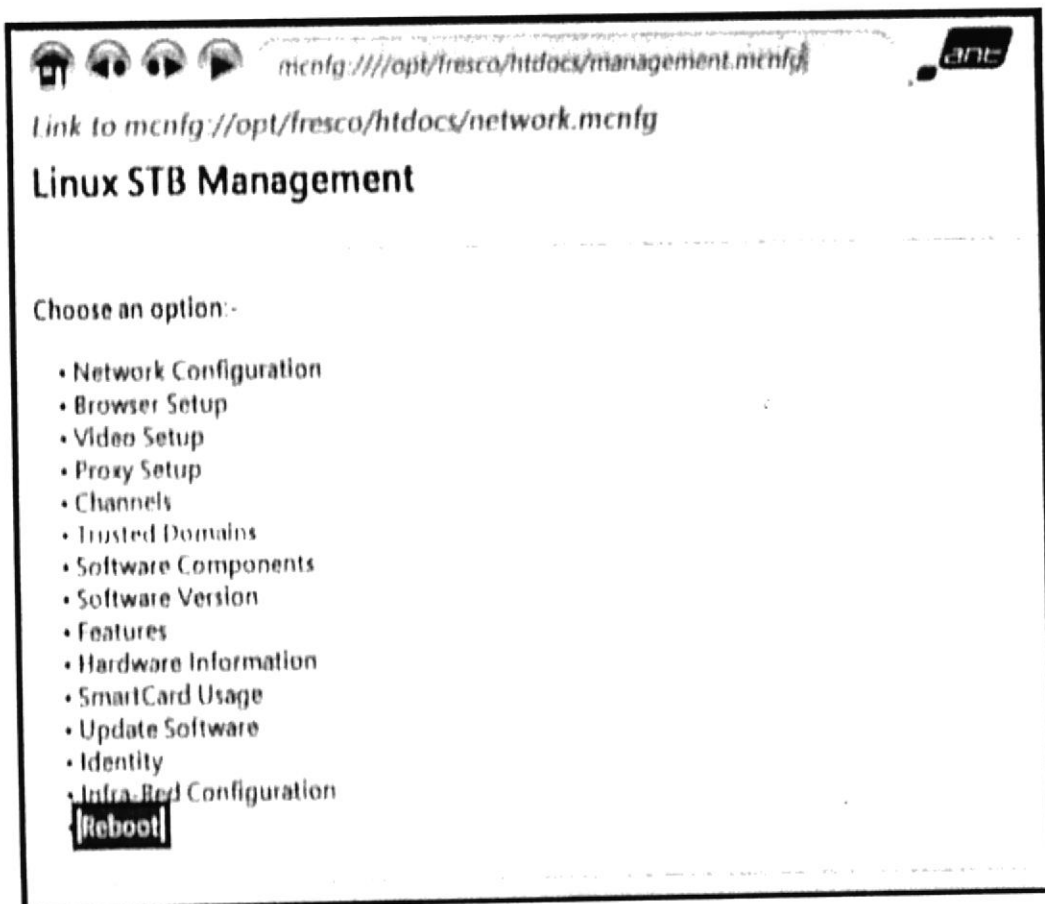 mcnfg:////opt/fresco/htdocs/management.mcnfg
ant
Link to mcnfg://opt/fresco/htdocs/network.mcnfg
Linux STB Management
Choose an option:-
• Network Configuration
• Browser Setup
• Video Setup
• Proxy Setup
• Channels
• Trusted Domains
• Software Components
• Software Version
• Features
• Hardware Information
• SmartCard Usage
• Update Software
• Identity
• Infra-Red Configuration
• Reboot